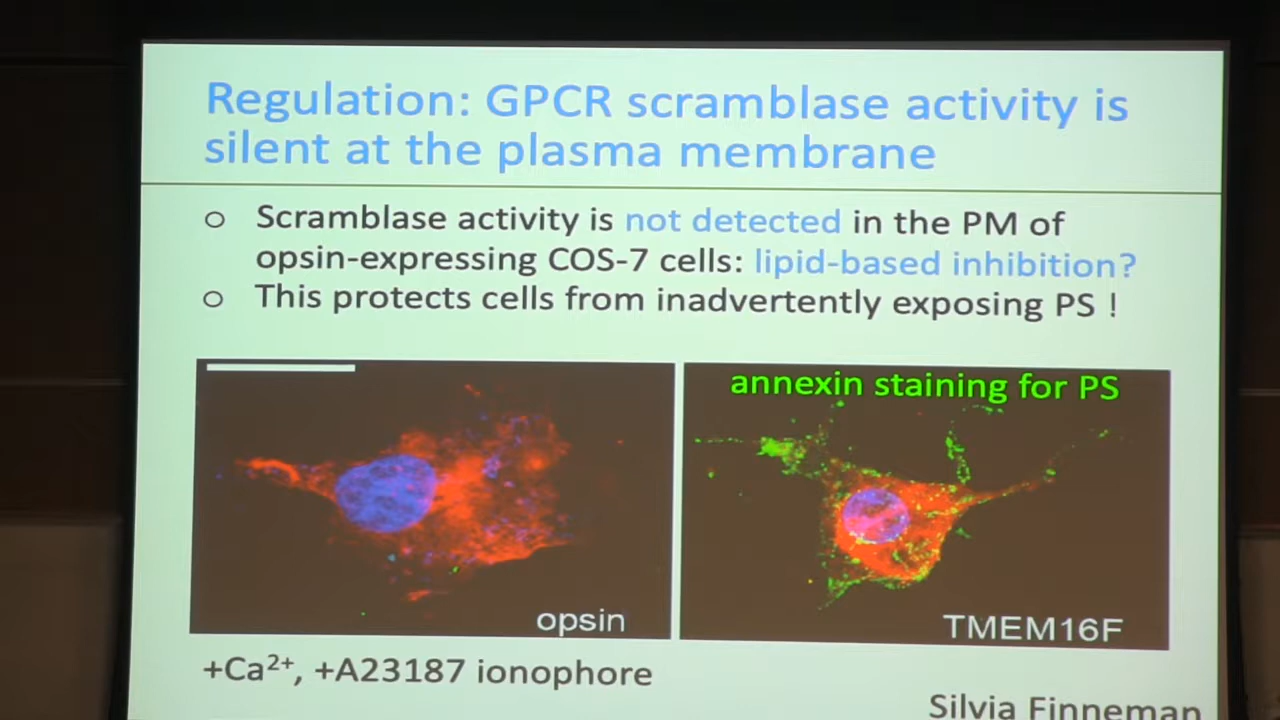 Regulation: GPCR scramblase activity is
silent at the plasma membrane
○ Scramblase activity is not detected in the PM of
opsin-expressing COS-7 cells: lipid-based inhibition?
○ This protects cells from inadvertently exposing PS !
annexin staining for PS
opsin
TMEM16F
+Ca²⁺, +A23187 ionophore
Silvia Finneman